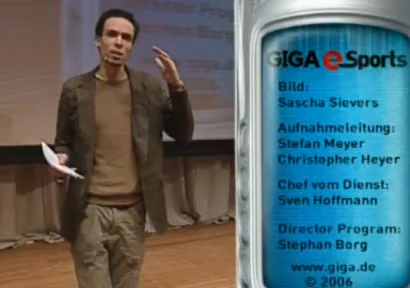 GIGA eSports
Bild:
Sascha Sievers
Aufnahmeleitung:
Stefan Meyer
Christopher Heyer
Chef vom Dienst:
Sven Hoffmann
Director Program:
Stephan Borg
www.giga.de
© 2006